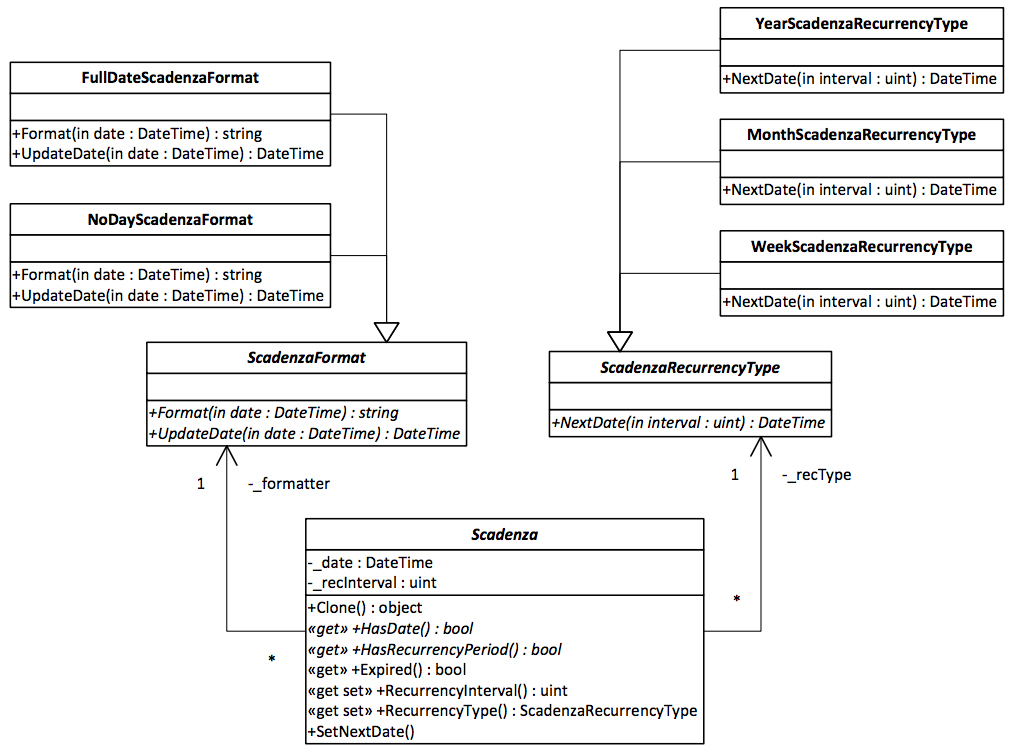 YearScadenzaRecurrencyType
+NextDate(in interval : uint) : DateTime
FullDateScadenzaFormat
+Format(in date : DateTime) : string
+UpdateDate(in date : DateTime) : DateTime
MonthScadenzaRecurrencyType
+NextDate(in interval : uint) : DateTime
NoDayScadenzaFormat
+Format(in date : DateTime) : string
+UpdateDate(in date : DateTime) : DateTime
WeekScadenzaRecurrencyType
+NextDate(in interval : uint) : DateTime
ScadenzaFormat
+Format(in date : DateTime) : string
+UpdateDate(in date : DateTime) : DateTime
ScadenzaRecurrencyType
+NextDate(in interval : uint) : DateTime
1
-_formatter
1
-_recType
Scadenza
-_date : DateTime
-_recInterval : uint
+Clone() : object
«get» +HasDate() : bool
«get» +HasRecurrencyPeriod() : bool
«get» +Expired() : bool
«get set» +RecurrencyInterval() : uint
«get set» +RecurrencyType() : ScadenzaRecurrencyType
+SetNextDate()
*
*